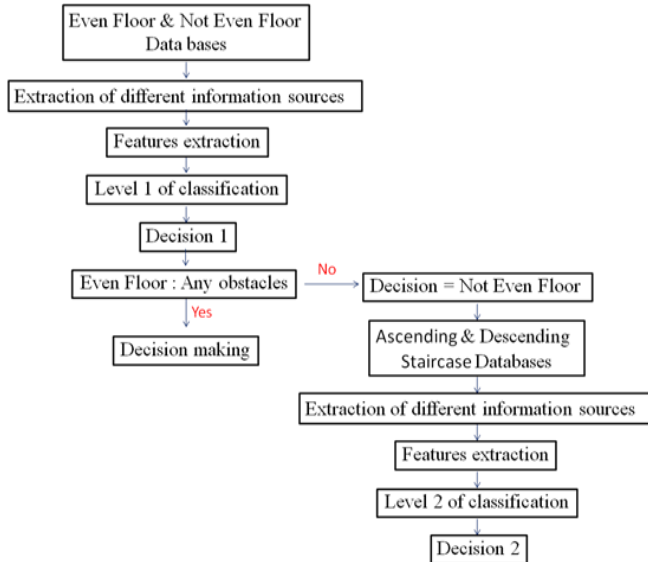 Even Floor & Not Even Floor
Data bases
Extraction of different information sources
Features extraction
Level 1 of classification
Decision 1
Even Floor : Any obstacles
No
Yes
Decision making
Decision = Not Even Floor
Ascending & Descending
Staircase Databases
Extraction of different information sources
Features extraction
Level 2 of classification
Decision 2